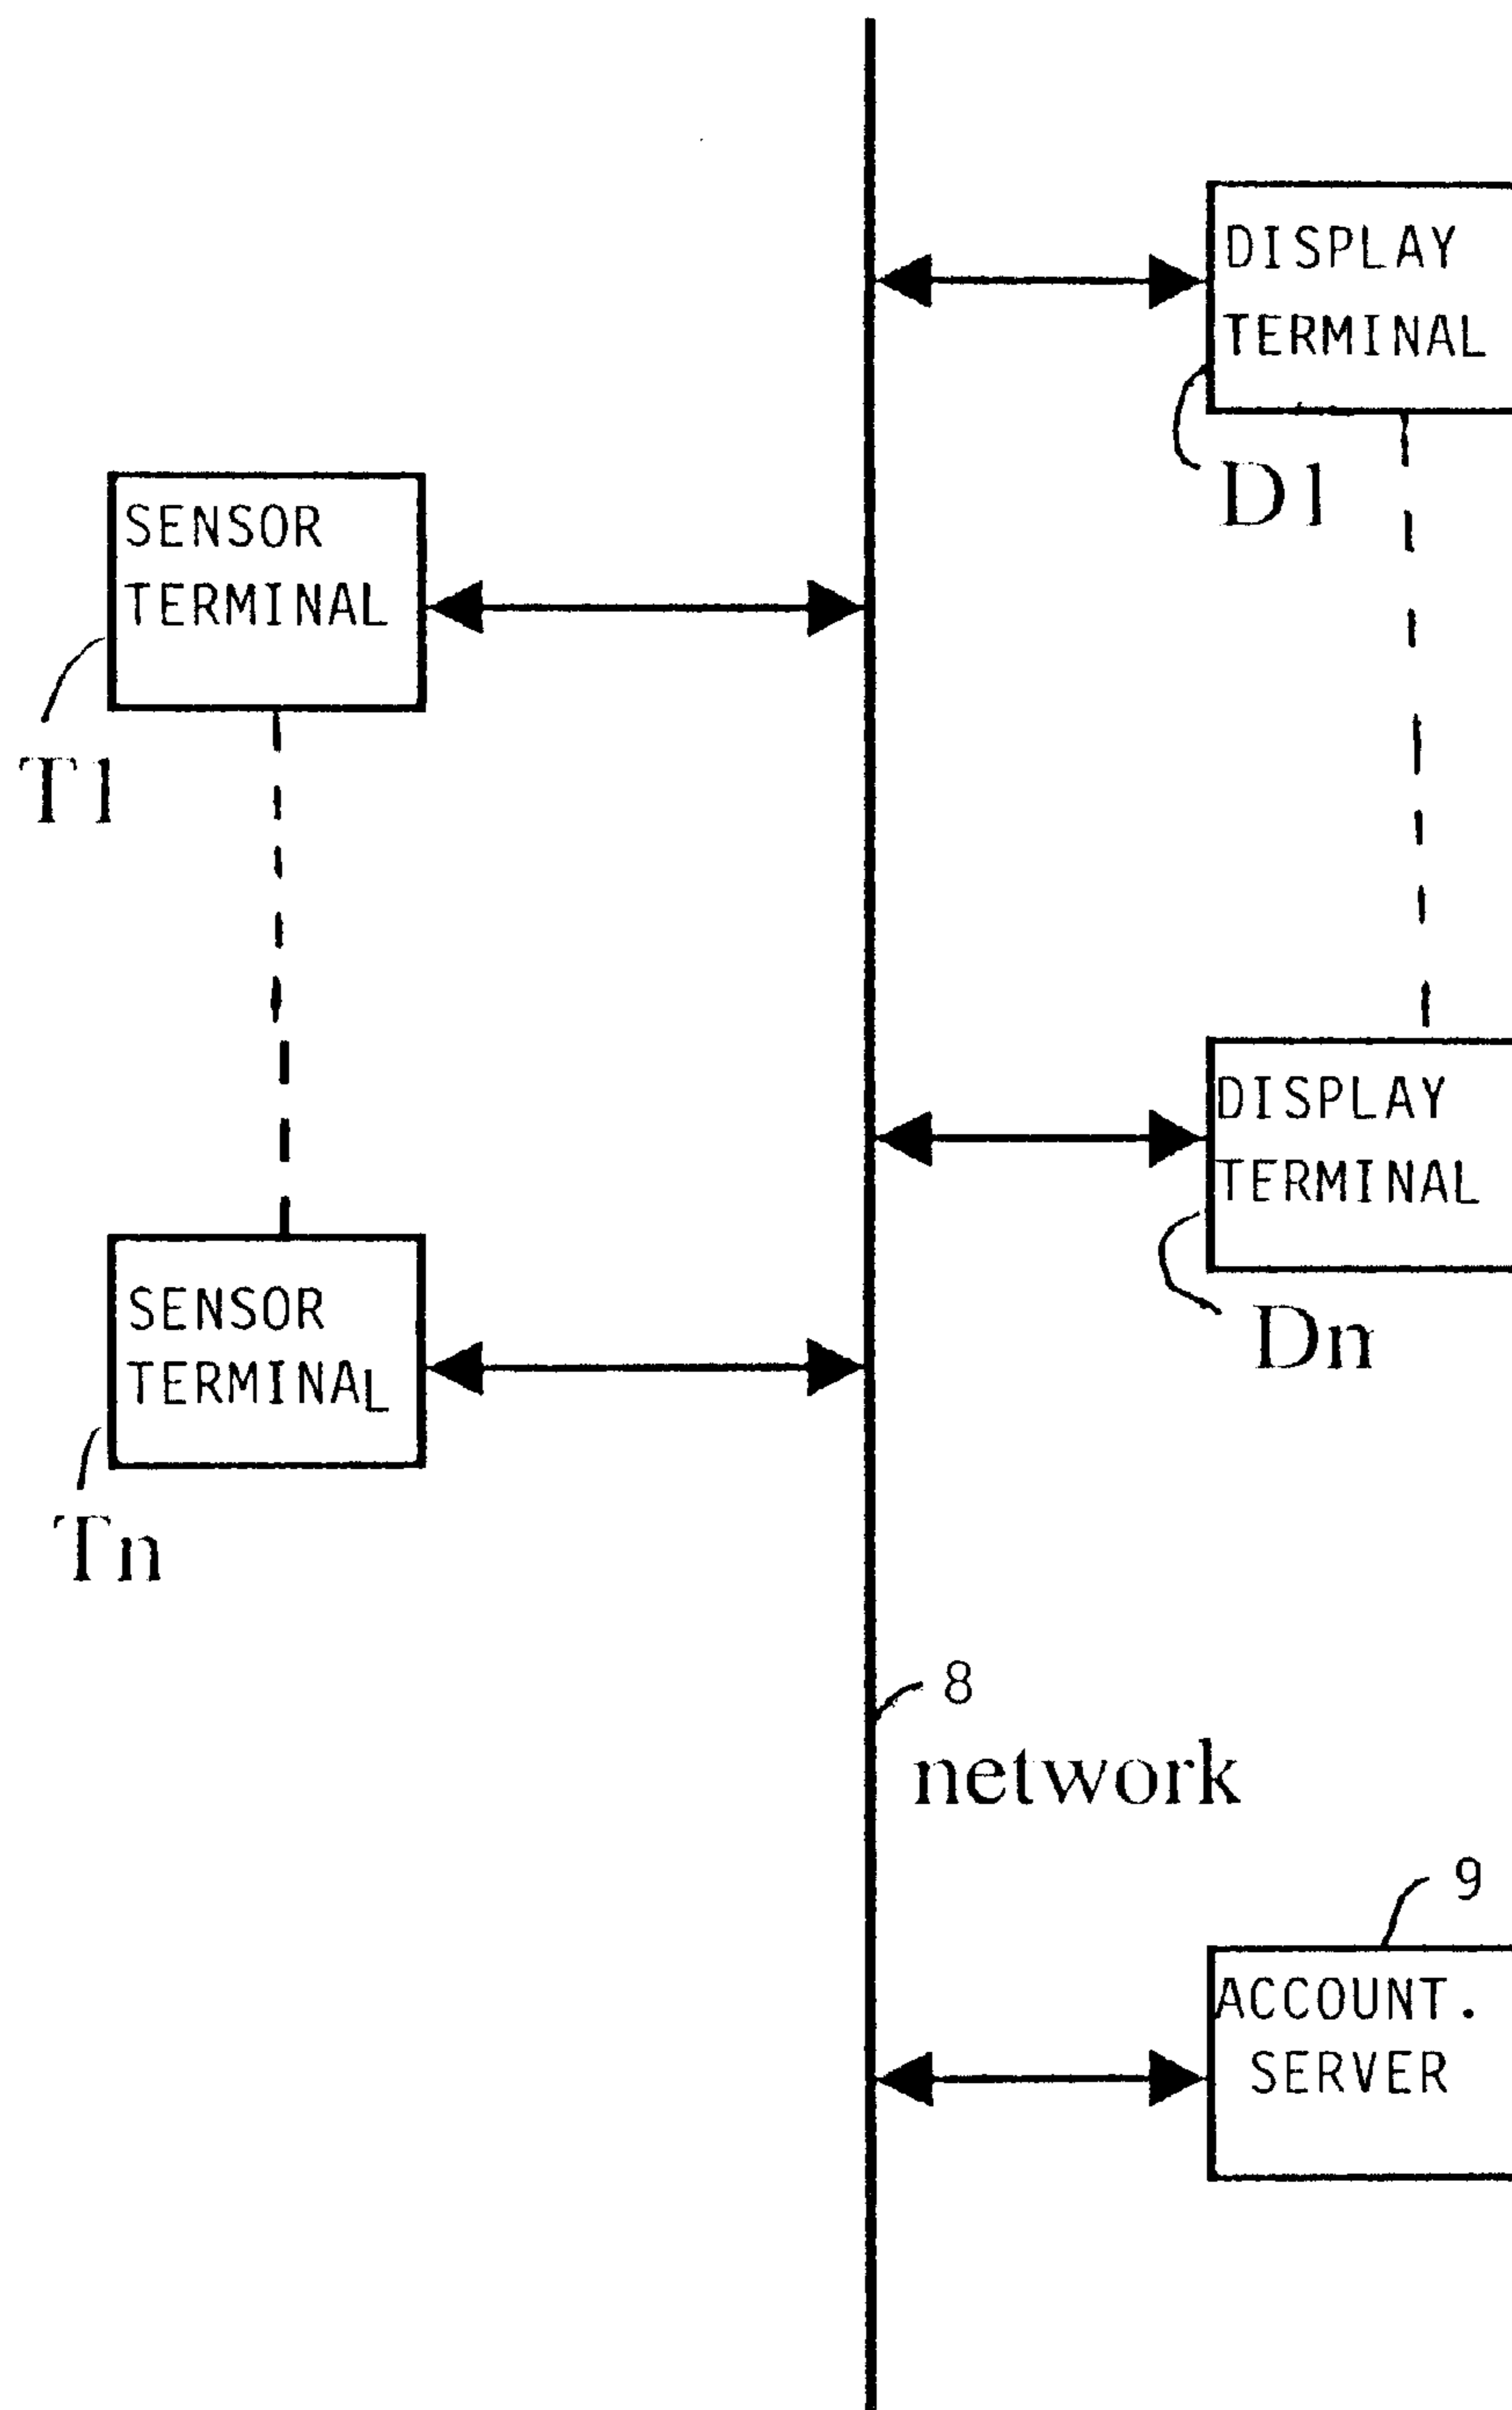 DISPLAY
TERMINAL
D1
SENSOR
TERMINAL
T1
DISPLAY
TERMINAL
Dn
SENSOR
TERMINAL
Tn
8
network
9
ACCOUNT.
SERVER